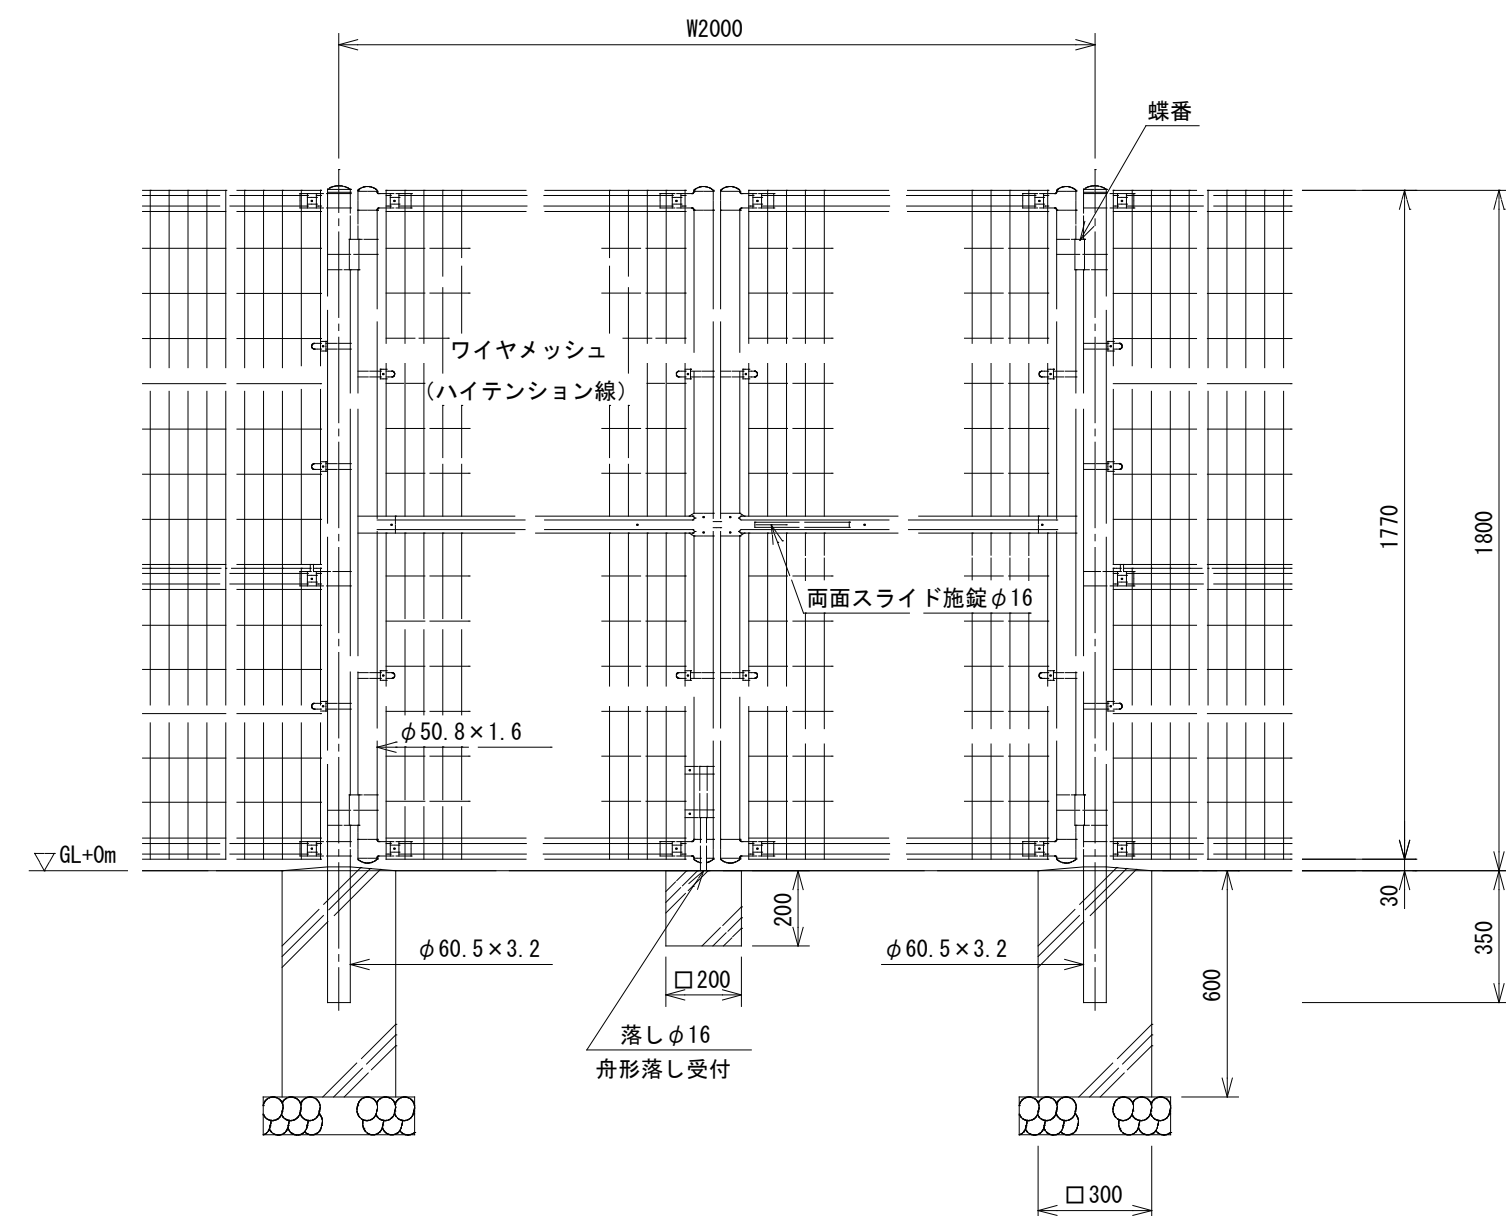 W2000
蝶番
ワイヤメッシュ
(ハイテンション線)
1770
1800
両面スライド施錠φ16
φ50.8×1.6
GL+0m
200
30
350
φ60.5×3.2
φ60.5×3.2
□200
600
落しφ16
舟形落し受付
□300